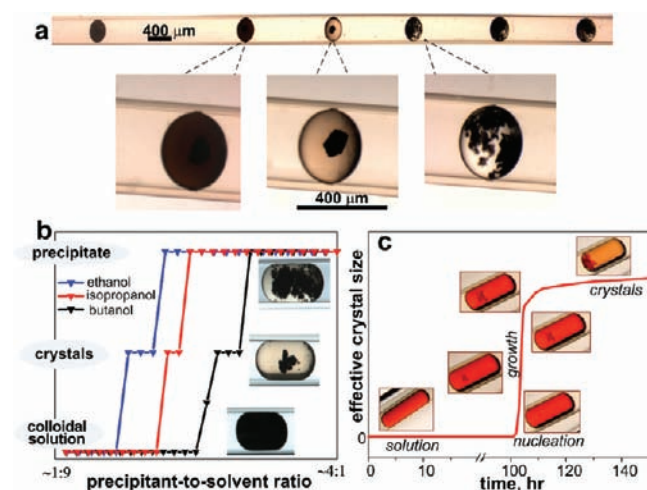 a
400 μm
400 μm
b
precipitate
ethanol
isopropanol
butanol
crystals
colloidal
solution
~1:9
~4:1
precipitant-to-solvent ratio
c
effective crystal size
crystals
growth
0
solution
nucleation
0
10
100
120
140
time, hr